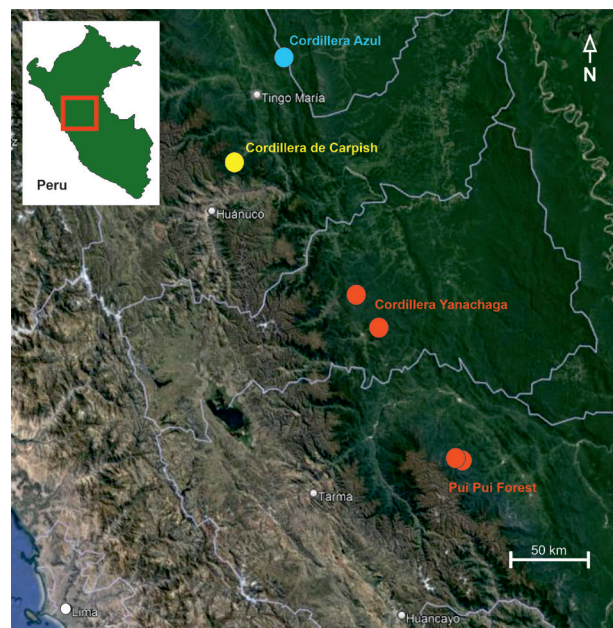 Cordillera Azul
N
Tingo María
Cordillera de Carpish
Peru
Huánuco
Cordillera Yanachaga
Pui Pui Forest
Tarma
50 km
Lima
Huancayo